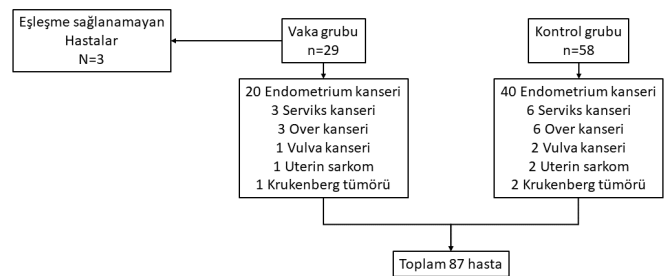 Eşleşme sağlanamayan
Hastalar
N=3
Vaka grubu
n=29
Kontrol grubu
n=58
20 Endometrium kanseri
3 Serviks kanseri
3 Over kanseri
1 Vulva kanseri
1 Uterin sarkom
1 Krukenberg tümörü
40 Endometrium kanseri
6 Serviks kanseri
6 Over kanseri
2 Vulva kanseri
2 Uterin sarkom
2 Krukenberg tümörü
Toplam 87 hasta